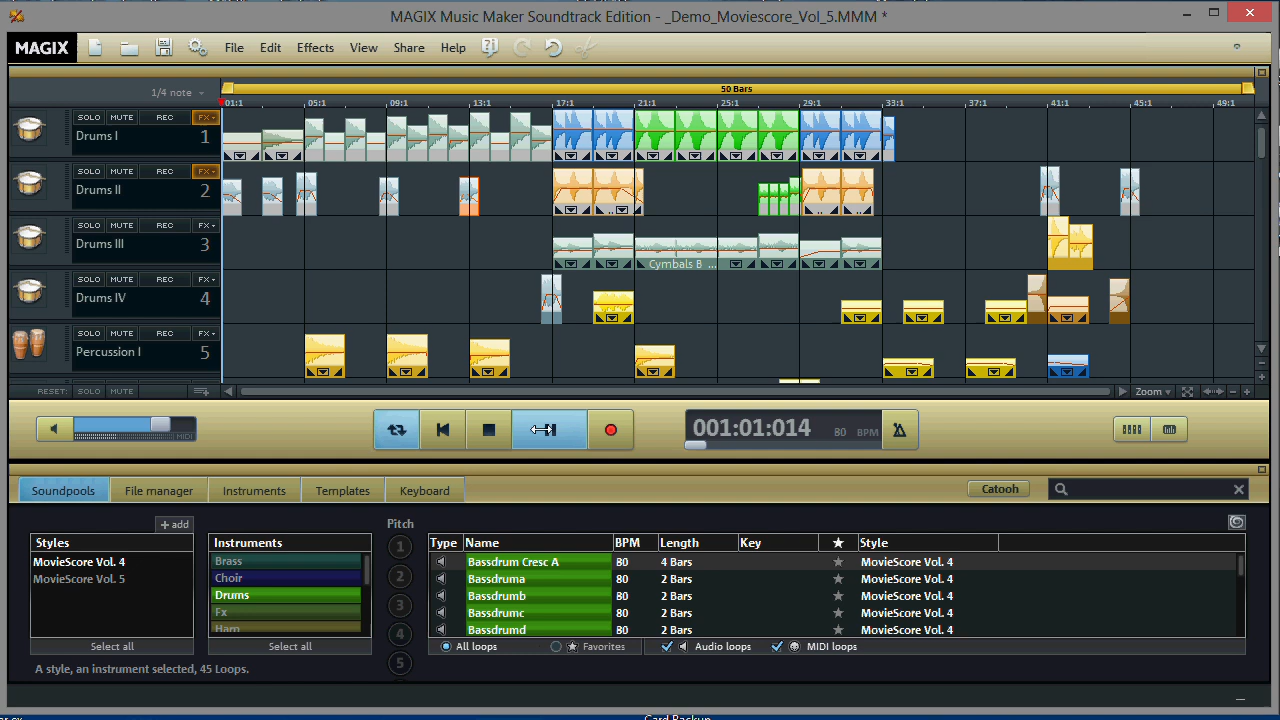 MAGIX Music Maker Soundtrack Edition - _Demo_Moviescore_Vol_5.MMM *
MAGIX File Edit Effects View Share Help
50 Bars
1/4 note
01:1 05:1 09:1 13:1 17:1 21:1 25:1 29:1 33:1 37:1 41:1 45:1 49:1
SOLO MUTE REC FX
Drums I 1
SOLO MUTE REC FX
Drums II 2
SOLO MUTE REC FX
Drums III 3
Cymbals B ...
SOLO MUTE REC FX
Drums IV 4
SOLO MUTE REC FX
Percussion I 5
RESET: SOLO MUTE Zoom
MIDI
001:01:014 80 BPM
Soundpools File manager Instruments Templates Keyboard Catooh
+ add Pitch
Styles Instruments 1 Type Name BPM Length Key ★ Style
MovieScore Vol. 4 Brass Bassdrum Cresc A 80 4 Bars ★ MovieScore Vol. 4
MovieScore Vol. 5 Choir 2 Bassdruma 80 2 Bars ★ MovieScore Vol. 4
Drums Bassdrumb 80 2 Bars ★ MovieScore Vol. 4
Fx 3 Bassdrumc 80 2 Bars ★ MovieScore Vol. 4
Harp 4 Bassdrumd 80 2 Bars ★ MovieScore Vol. 4
Select all Select all All loops ★ Favorites Audio loops MIDI loops
A style, an instrument selected, 45 Loops. 5
Card Backup